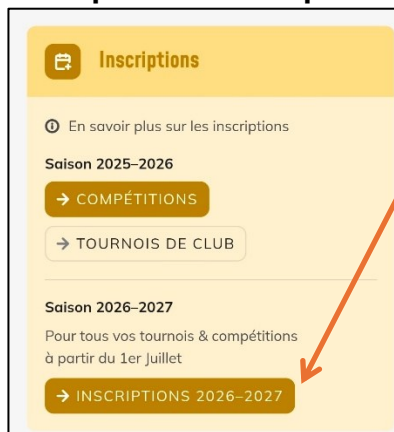 Inscriptions
En savoir plus sur les inscriptions
Saison 2025–2026
→ COMPÉTITIONS
→ TOURNOIS DE CLUB
Saison 2026–2027
Pour tous vos tournois & compétitions
à partir du 1er Juillet
→ INSCRIPTIONS 2026–2027